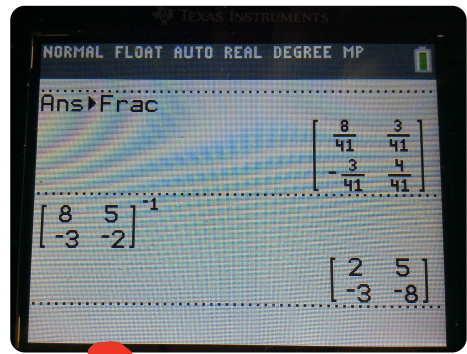 TEXAS INSTRUMENTS
NORMAL FLOAT AUTO REAL DEGREE MP
Ans▶Frac
[ 8/41 3/41 ]
[ -3/41 4/41 ]
[ 8 5 ]-1
[ -3 -2 ]
[ 2 5 ]
[ -3 -8 ]